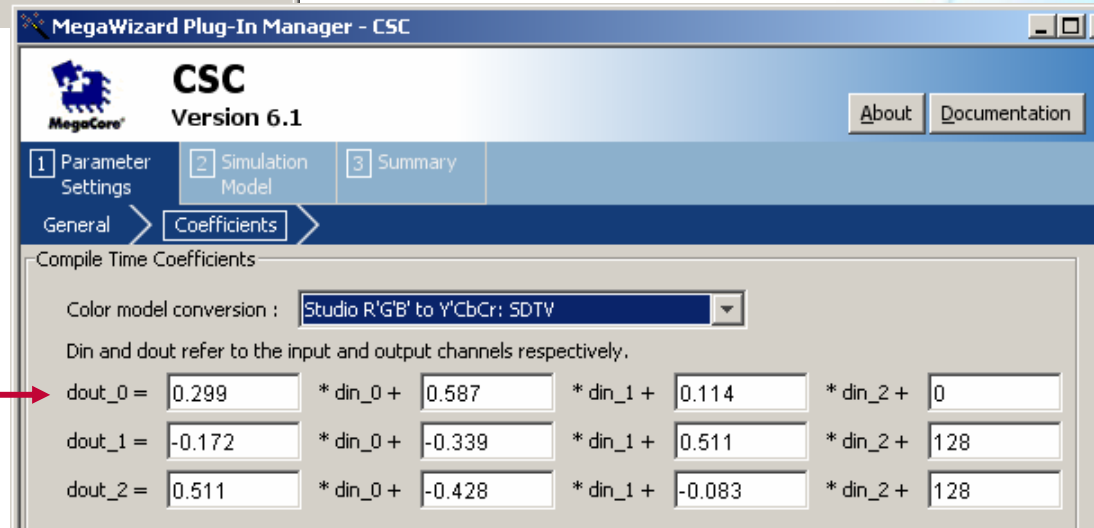 MegaWizard Plug-In Manager - CSC
MegaCore®
CSC
Version 6.1
About
Documentation
1 Parameter Settings
2 Simulation Model
3 Summary
General
Coefficients
Compile Time Coefficients
Color model conversion : Studio R'G'B' to Y'CbCr: SDTV
Din and dout refer to the input and output channels respectively.
dout_0 = 0.299 * din_0 + 0.587 * din_1 + 0.114 * din_2 + 0
dout_1 = -0.172 * din_0 + -0.339 * din_1 + 0.511 * din_2 + 128
dout_2 = 0.511 * din_0 + -0.428 * din_1 + -0.083 * din_2 + 128